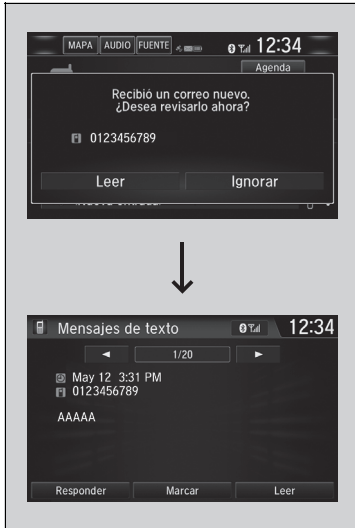 MAPA AUDIO FUENTE 12:34
Agenda
Recibió un correo nuevo.
¿Desea revisarlo ahora?
0123456789
Leer Ignorar
Mensajes de texto 12:34
1/20
May 12 3:31 PM
0123456789
AAAAA
Responder Marcar Leer